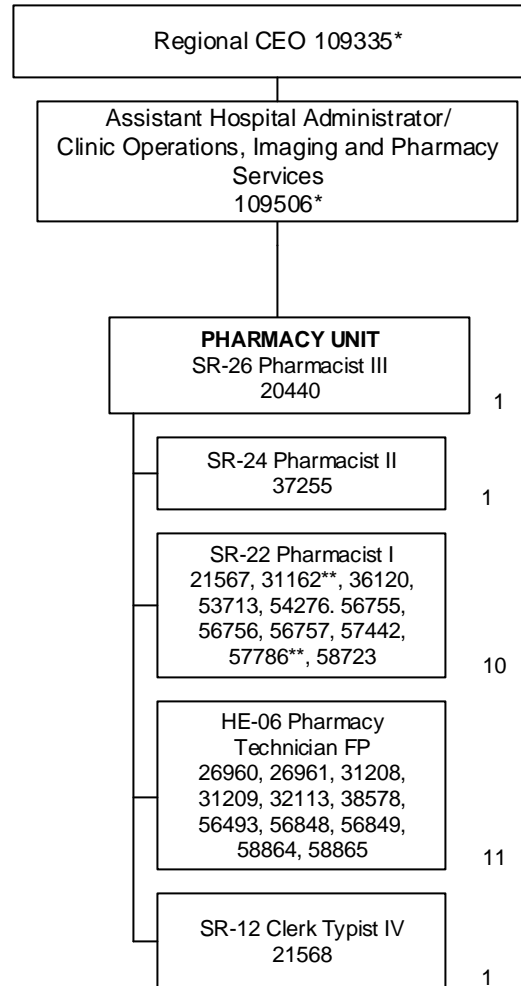 Regional CEO 109335*
Assistant Hospital Administrator/
Clinic Operations, Imaging and Pharmacy
Services
109506*
PHARMACY UNIT
SR-26 Pharmacist III
20440
1
SR-24 Pharmacist II
37255
1
SR-22 Pharmacist I
21567, 31162**, 36120,
53713, 54276. 56755,
56756, 56757, 57442,
57786**, 58723
10
HE-06 Pharmacy
Technician FP
26960, 26961, 31208,
31209, 32113, 38578,
56493, 56848, 56849,
58864, 58865
11
SR-12 Clerk Typist IV
21568
1